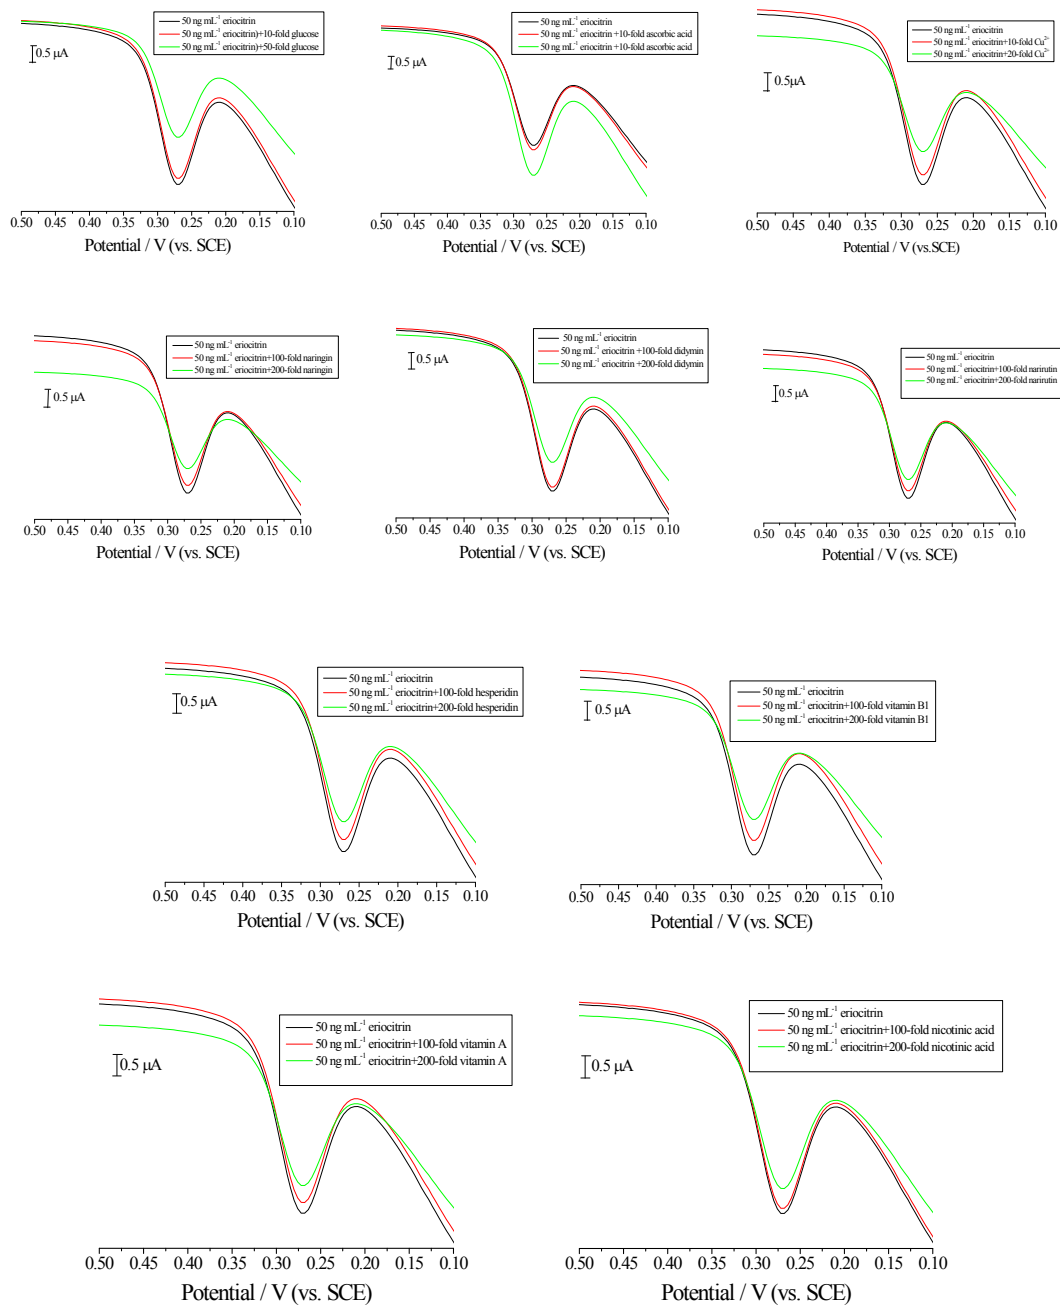 50 ng mL⁻¹ eriocitrin
50 ng mL⁻¹ eriocitrin)+10-fold glucose
50 ng mL⁻¹ eriocitrin)+50-fold glucose
0.5 μA
0.50 0.45 0.40 0.35 0.30 0.25 0.20 0.15 0.10
Potential / V (vs. SCE)
50 ng mL⁻¹ eriocitrin
50 ng mL⁻¹ eriocitrin +10-fold ascorbic acid
50 ng mL⁻¹ eriocitrin +10-fold ascorbic acid
0.5 μA
0.50 0.45 0.40 0.35 0.30 0.25 0.20 0.15 0.10
Potential / V (vs. SCE)
50 ng mL⁻¹ eriocitrin
50 ng mL⁻¹ eriocitrin+10-fold Cu²⁺
50 ng mL⁻¹ eriocitrin+20-fold Cu²⁺
0.5μA
0.50 0.45 0.40 0.35 0.30 0.25 0.20 0.15 0.10
Potential / V (vs.SCE)
50 ng mL⁻¹ eriocitrin
50 ng mL⁻¹ eriocitrin+100-fold naringin
50 ng mL⁻¹ eriocitrin+200-fold naringin
0.5 μA
0.50 0.45 0.40 0.35 0.30 0.25 0.20 0.15 0.10
Potential / V (vs. SCE)
50 ng mL⁻¹ eriocitrin
50 ng mL⁻¹ eriocitrin +100-fold didymin
50 ng mL⁻¹ eriocitrin +200-fold didymin
0.5 μA
0.50 0.45 0.40 0.35 0.30 0.25 0.20 0.15 0.10
Potential / V (vs. SCE)
50 ng mL⁻¹ eriocitrin
50 ng mL⁻¹ eriocitrin+100-fold narirutin
50 ng mL⁻¹ eriocitrin+200-fold narirutin
0.5 μA
0.50 0.45 0.40 0.35 0.30 0.25 0.20 0.15 0.10
Potential / V (vs. SCE)
50 ng mL⁻¹ eriocitrin
50 ng mL⁻¹ eriocitrin+100-fold hesperidin
50 ng mL⁻¹ eriocitrin+200-fold hesperidin
0.5 μA
0.50 0.45 0.40 0.35 0.30 0.25 0.20 0.15 0.10
Potential / V (vs. SCE)
50 ng mL⁻¹ eriocitrin
50 ng mL⁻¹ eriocitrin+100-fold vitamin B1
50 ng mL⁻¹ eriocitrin+200-fold vitamin B1
0.5 μA
0.50 0.45 0.40 0.35 0.30 0.25 0.20 0.15 0.10
Potential / V (vs. SCE)
50 ng mL⁻¹ eriocitrin
50 ng mL⁻¹ eriocitrin+100-fold vitamin A
50 ng mL⁻¹ eriocitrin+200-fold vitamin A
0.5 μA
0.50 0.45 0.40 0.35 0.30 0.25 0.20 0.15 0.10
Potential / V (vs. SCE)
50 ng mL⁻¹ eriocitrin
50 ng mL⁻¹ eriocitrin+100-fold nicotinic acid
50 ng mL⁻¹ eriocitrin+200-fold nicotinic acid
0.5 μA
0.50 0.45 0.40 0.35 0.30 0.25 0.20 0.15 0.10
Potential / V (vs. SCE)